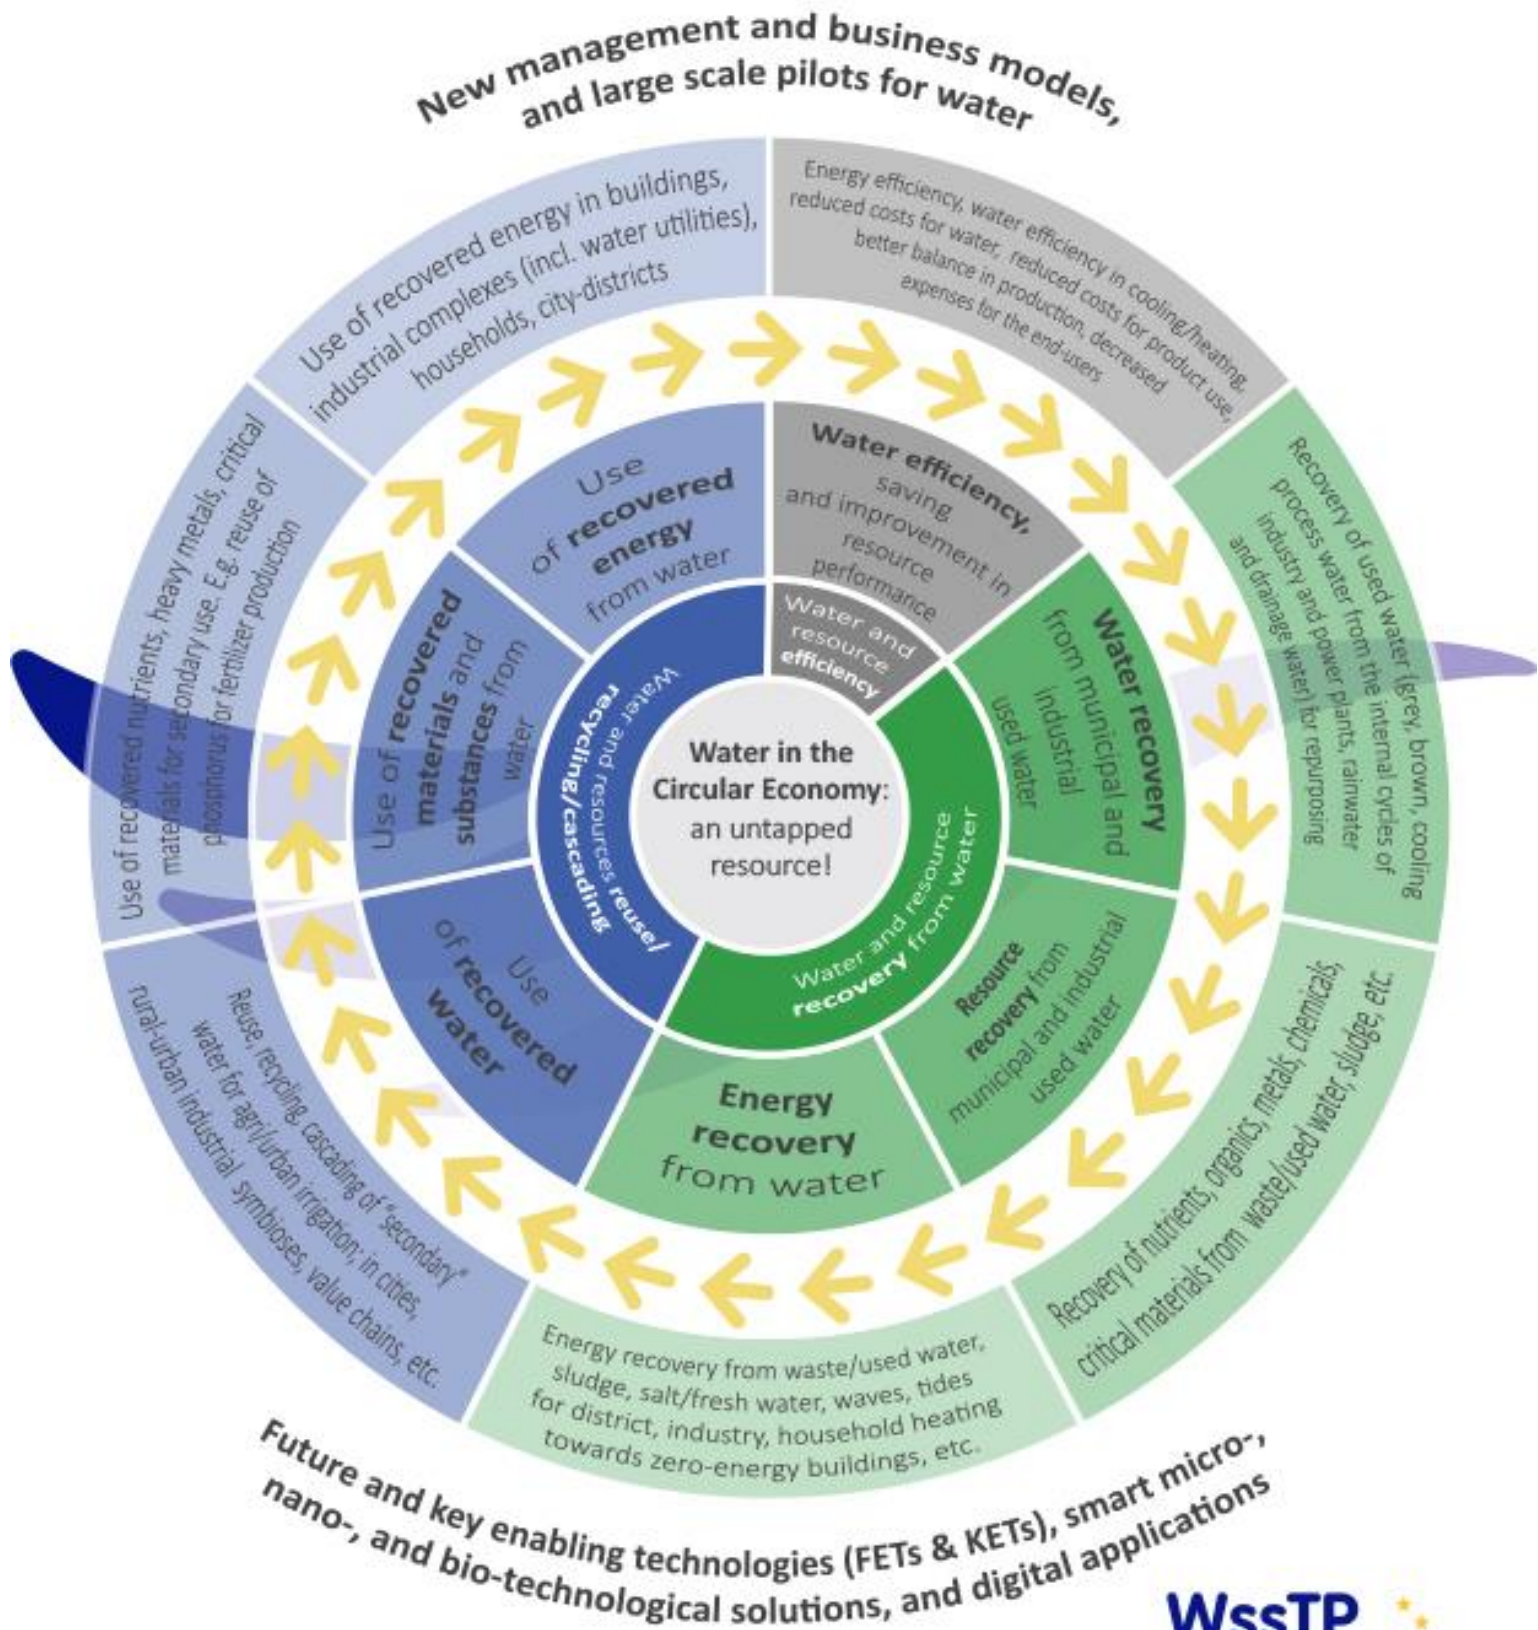 New management and business models,
and large scale pilots for water
Use of recovered energy in buildings,
industrial complexes (incl. water utilities),
households, city-districts
Energy efficiency, water efficiency in cooling/heating,
reduced costs for water, reduced costs for product use,
better balance in production, decreased
expenses for the end-users
Recovery of used water (grey, brown, cooling
process water from the internal cycles of
industry and power plants, rainwater
and drainage water) for repurposing
Recovery of nutrients, organics, metals, chemicals,
critical materials from waste/used water, sludge, etc.
Energy recovery from waste/used water,
sludge, salt/fresh water, waves, tides
for district, industry, household heating
towards zero-energy buildings, etc.
Reuse, recycling, cascading of "secondary"
water for agri/urban irrigation; in cities,
rural-urban industrial symbioses, value chains, etc.
Use of recovered nutrients, heavy metals, critical
materials for secondary use. E.g. reuse of
phosphorus for fertilizer production
Use
of recovered
energy
from water
Water efficiency,
saving
and improvement in
resource
performance
Water recovery
from municipal and
industrial
used water
Resource
recovery from
municipal and industrial
used water
Energy
recovery
from water
Use
of recovered
water
Use of recovered
materials and
substances from
water
Water and
resource
efficiency
Water and resource
recovery from water
Water and resources reuse/
recycling/cascading
Water in the
Circular Economy:
an untapped
resource!
Future and key enabling technologies (FETs & KETs), smart micro-,
nano-, and bio-technological solutions, and digital applications
WssTP